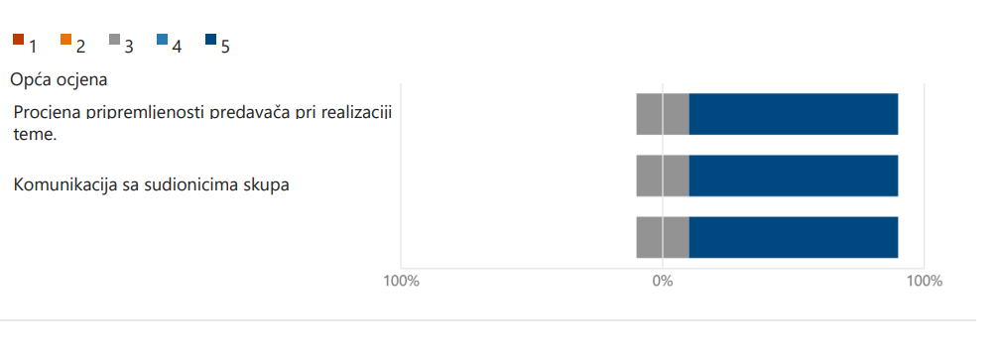 1 2 3 4 5
Opća ocjena
Procjena pripremljenosti predavača pri realizaciji
teme.
Komunikacija sa sudionicima skupa
100% 0% 100%